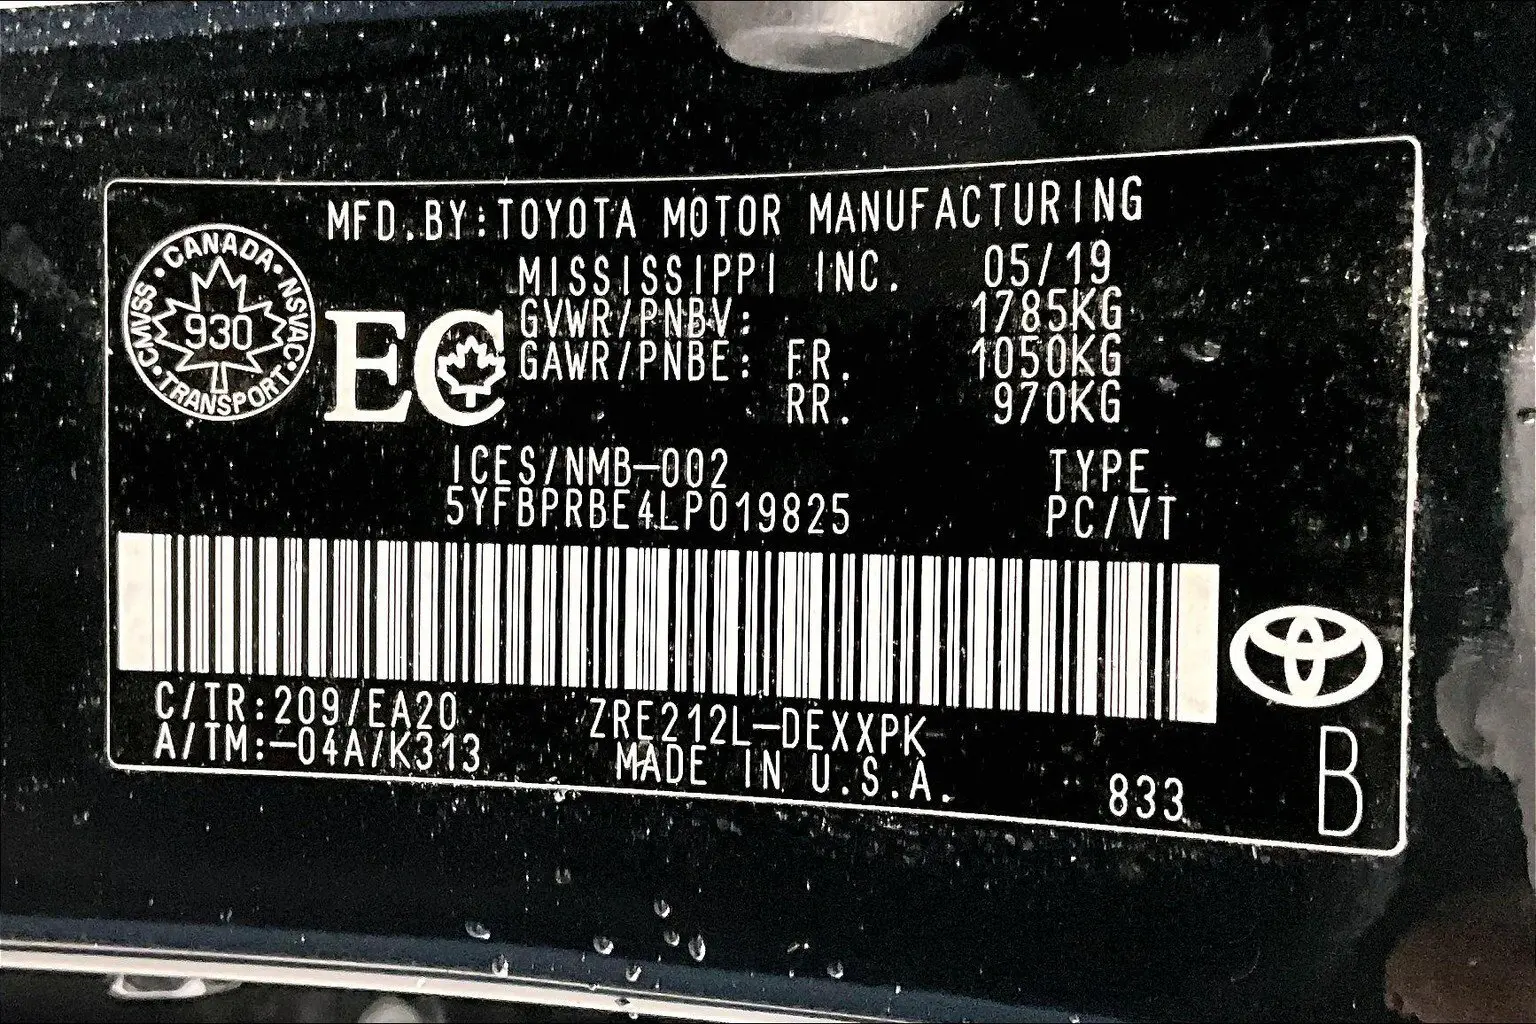 MFD.BY:TOYOTA MOTOR MANUFACTURING
MISSISSIPPI INC. 05/19
CANADA • NSVAC • TRANSPORT • CMVSS •
930
EC
GVWR/PNBV: 1785KG
GAWR/PNBE: FR. 1050KG
RR. 970KG
ICES/NMB-002 TYPE
5YFBPRBE4LP019825 PC/VT
C/TR:209/EA20 ZRE212L-DEXXPK
A/TM:-04A/K313 MADE IN U.S.A.
833 B